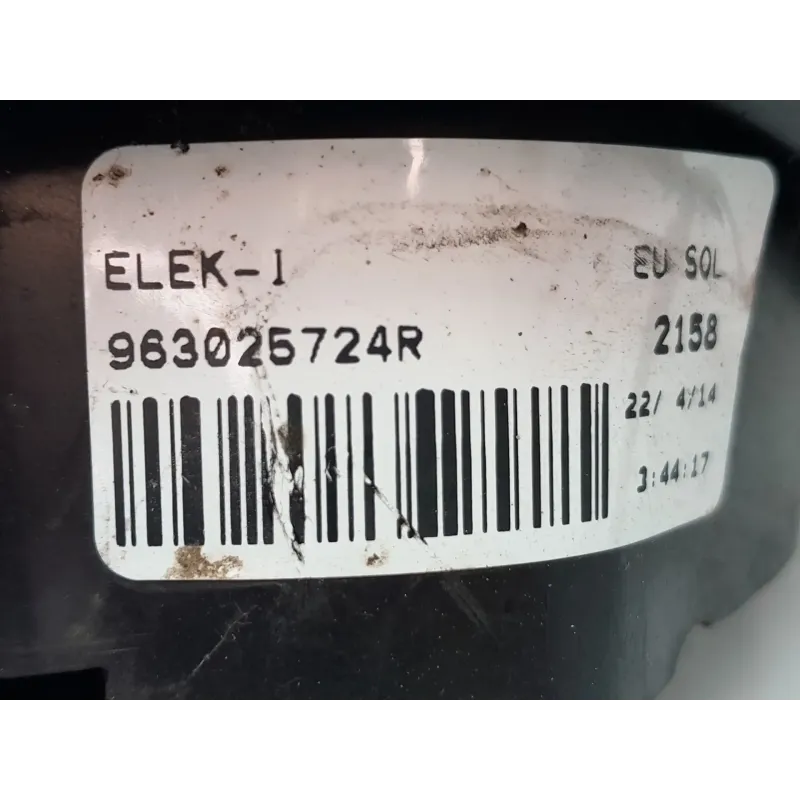 ELEK-I
963025724R
EU SOL
2158
22/ 4/14
3:44:17